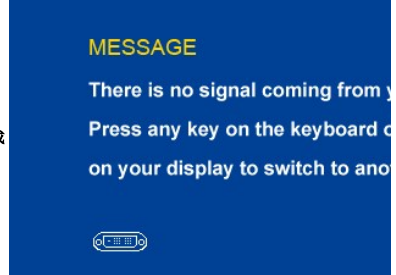 MESSAGE
There is no signal coming from
Press any key on the keyboard
on your display to switch to